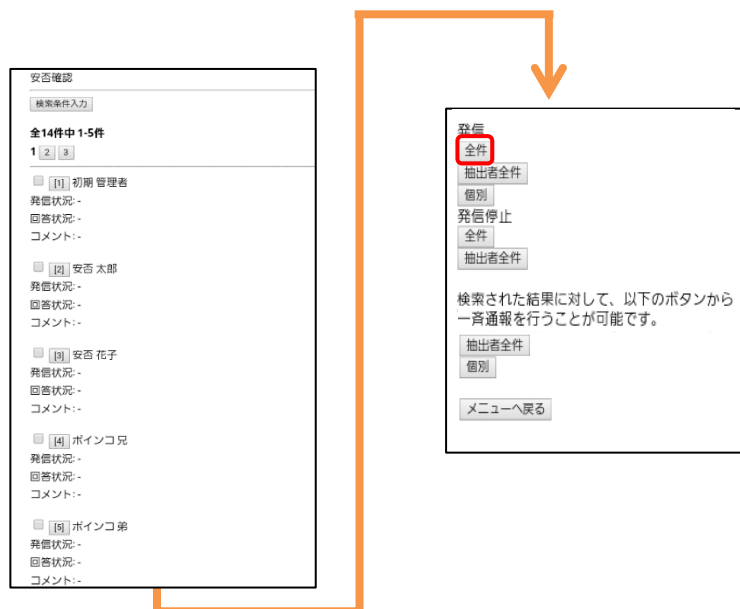 安否確認
検索条件入力
全14件中 1-5件
1 2 3
[1] 初期 管理者
発信状況: -
回答状況: -
コメント: -
[2] 安否 太郎
発信状況: -
回答状況: -
コメント: -
[3] 安否 花子
発信状況: -
回答状況: -
コメント: -
[4] ポインコ 兄
発信状況: -
回答状況: -
コメント: -
[5] ポインコ 弟
発信状況: -
回答状況: -
コメント: -
発信
全件
抽出者全件
個別
発信停止
全件
抽出者全件
検索された結果に対して、以下のボタンから
一斉通報を行うことが可能です。
抽出者全件
個別
メニューへ戻る